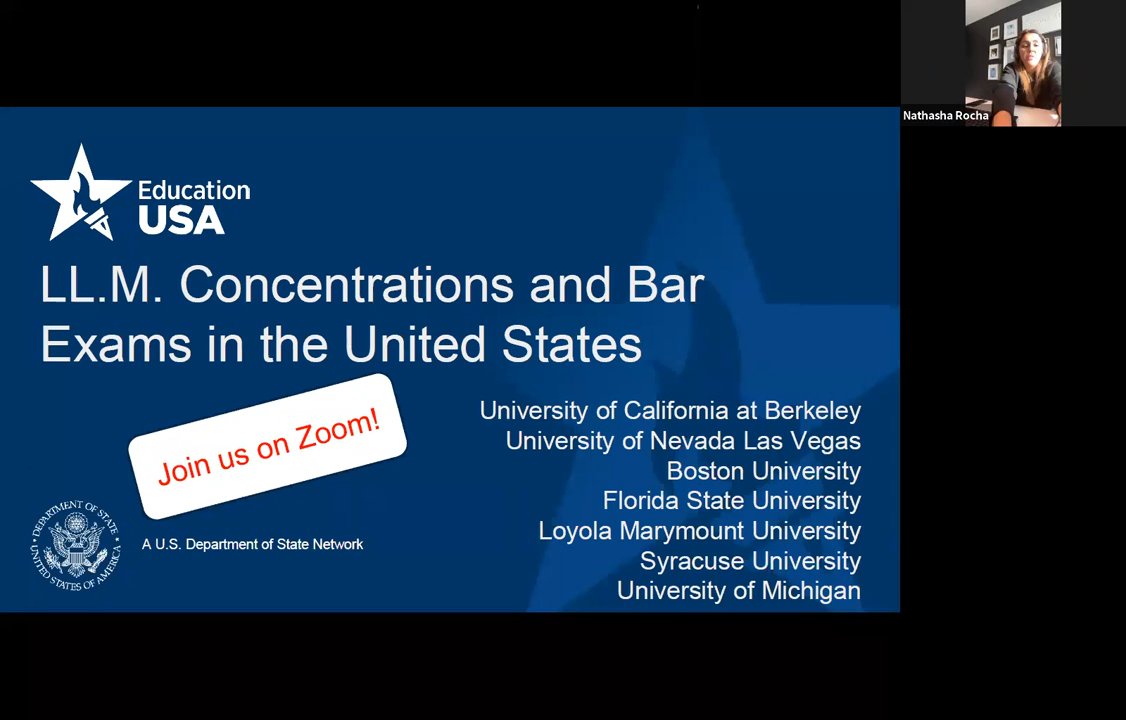 Nathasha Rocha
Education
USA
LL.M. Concentrations and Bar
Exams in the United States
Join us on Zoom!
University of California at Berkeley
University of Nevada Las Vegas
Boston University
Florida State University
Loyola Marymount University
Syracuse University
University of Michigan
DEPARTMENT OF STATE
UNITED STATES OF AMERICA
A U.S. Department of State Network